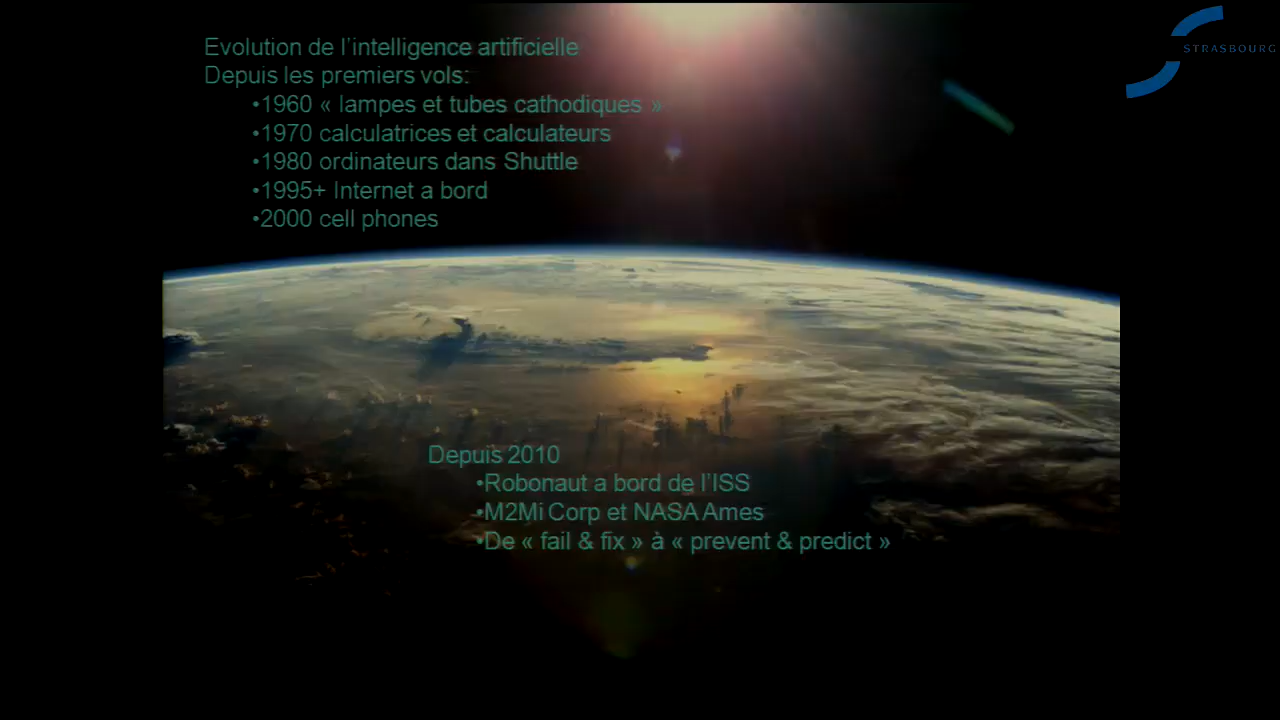 Evolution de l’intelligence artificielle
Depuis les premiers vols:
•1960 « lampes et tubes cathodiques »
•1970 calculatrices et calculateurs
•1980 ordinateurs dans Shuttle
•1995+ Internet a bord
•2000 cell phones
STRASBOURG
Depuis 2010
•Robonaut a bord de l’ISS
•M2Mi Corp et NASA Ames
•De « fail & fix » à « prevent & predict »